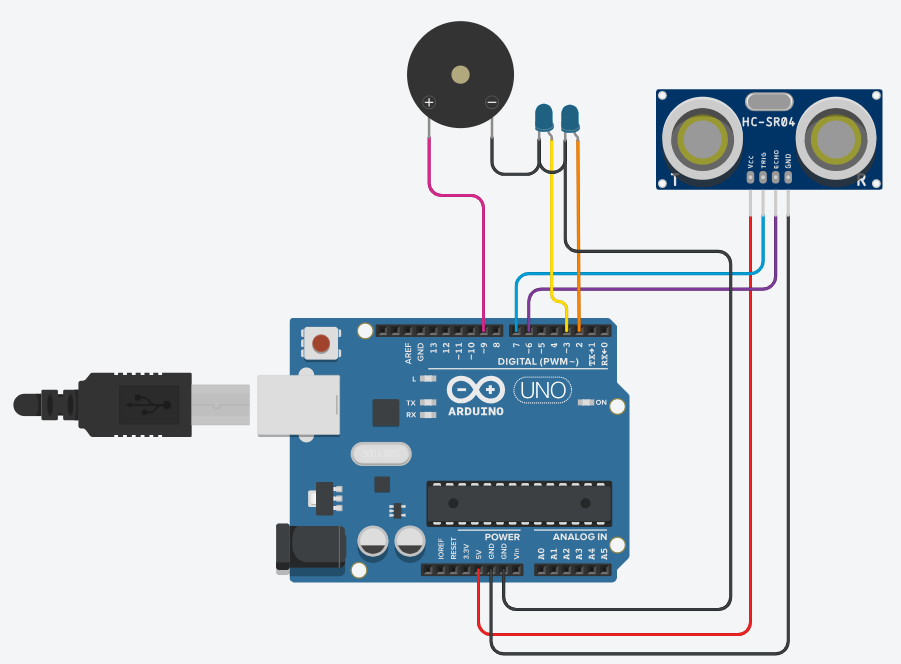 + −
HC-SR04
VCC TRIG ECHO GND
T R
AREF GND 13 12 ~11 ~10 ~9 8 7 ~6 ~5 4 ~3 2 TX→1 RX←0
DIGITAL (PWM~)
L
TX
RX
UNO
ARDUINO
ON
POWER
ANALOG IN
IOREF RESET 3.3V 5V GND GND Vin A0 A1 A2 A3 A4 A5